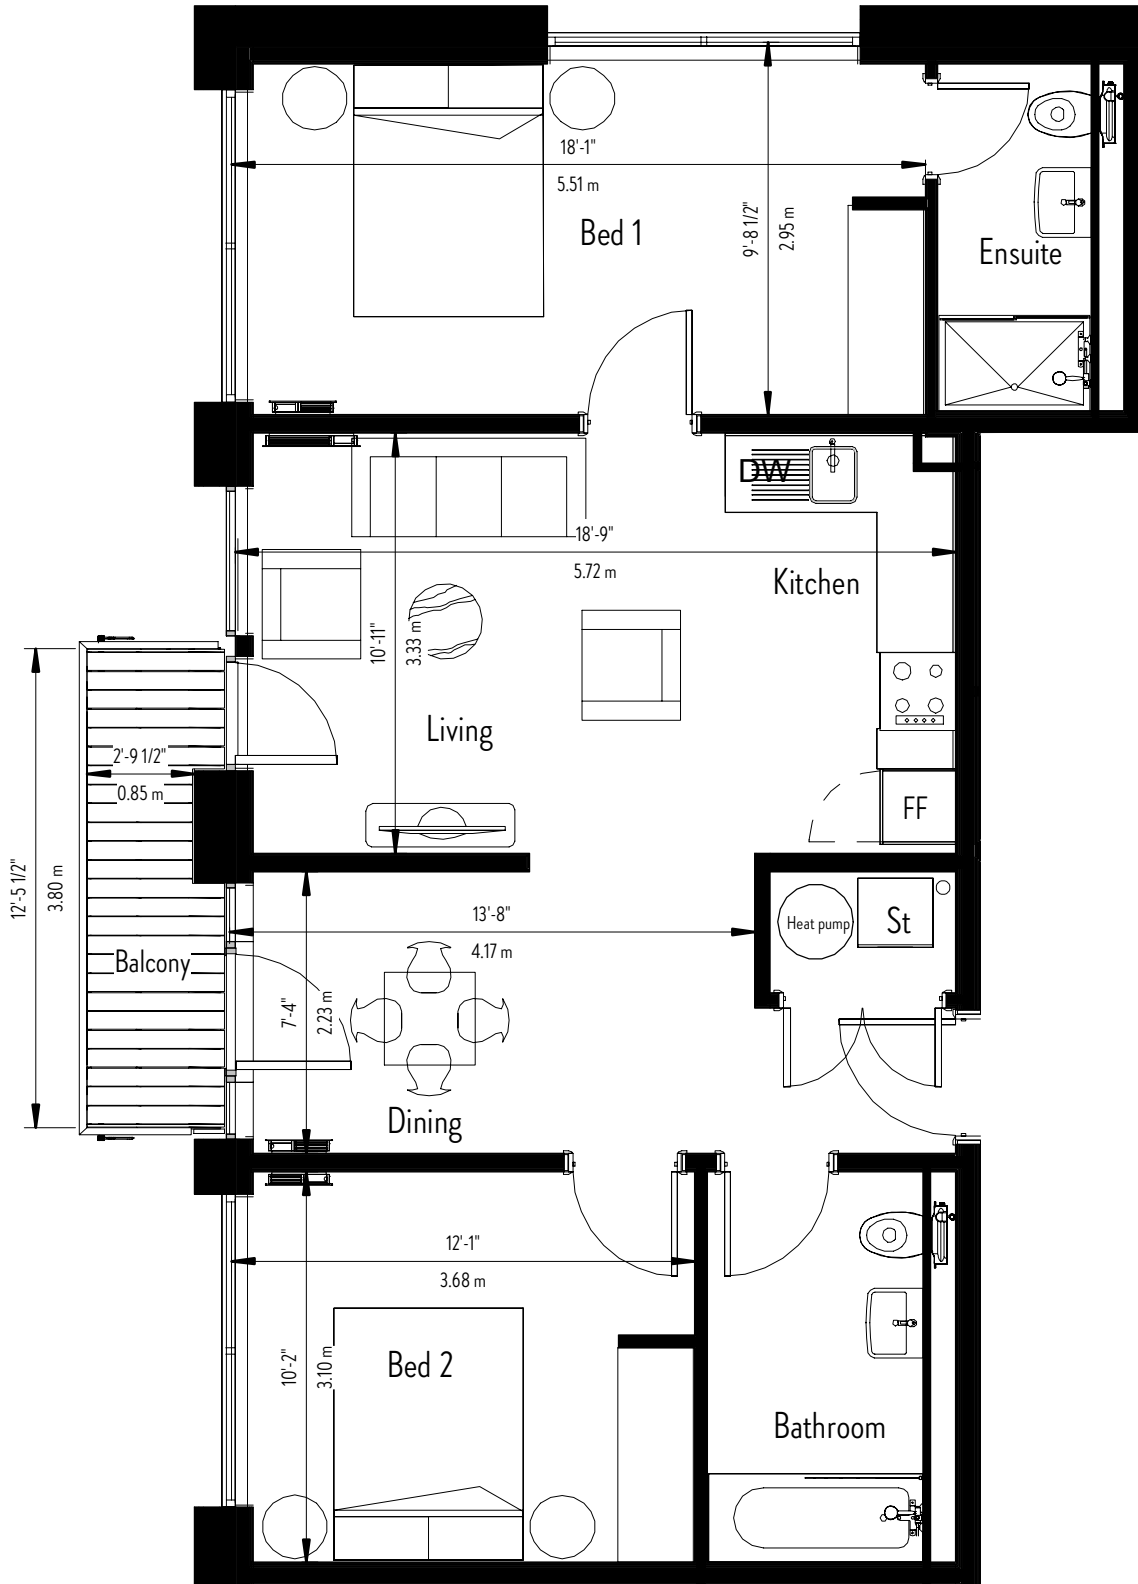 18'-1"
5.51 m
Bed 1
9'-8 1/2"
2.95 m
Ensuite
DW
18'-9"
5.72 m
Kitchen
10'-11"
3.33 m
Living
2'-9 1/2"
0.85 m
FF
12'-5 1/2"
3.80 m
Balcony
13'-8"
4.17 m
Heat pump
St
7'-4"
2.23 m
Dining
12'-1"
3.68 m
10'-2"
3.10 m
Bed 2
Bathroom